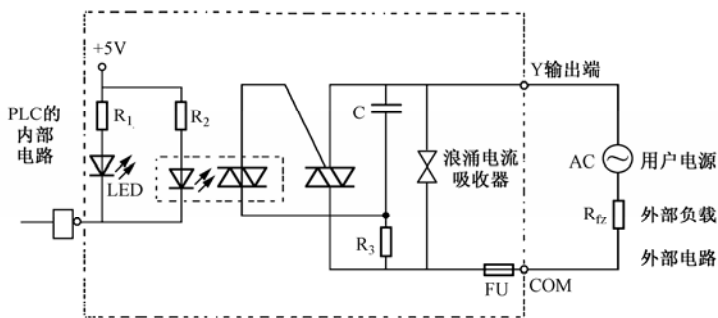 +5V
PLC的
内部
电路
R1
R2
LED
C
R3
浪涌电流
吸收器
FU
Y输出端
COM
AC
用户电源
Rfz
外部负载
外部电路